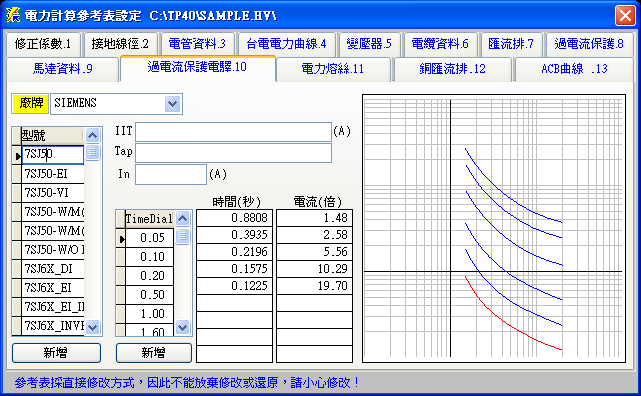 電力計算參考表設定 C:\TP40\SAMPLE.HV\
修正係數.1 接地線徑.2 電管資料.3 台電電力曲線.4 變壓器.5 電纜資料.6 匯流排.7 過電流保護.8
馬達資料.9 過電流保護電驛.10 電力熔絲.11 銅匯流排.12 ACB曲線 .13
廠牌 SIEMENS
型號
7SJ50
7SJ50-EI
7SJ50-VI
7SJ50-W/M(
7SJ50-W/M(
7SJ50-W/O
7SJ6X_DI
7SJ6X_EI
7SJ6X_EI_I
7SJ6X_INVE
新增
IIT (A)
Tap
In (A)
TimeDial
0.05
0.10
0.20
0.50
1.00
1.60
新增
時間(秒) 電流(倍)
0.8808 1.48
0.3935 2.58
0.2196 5.56
0.1575 10.29
0.1225 19.70
參考表採直接修改方式，因此不能放棄修改或還原，請小心修改！